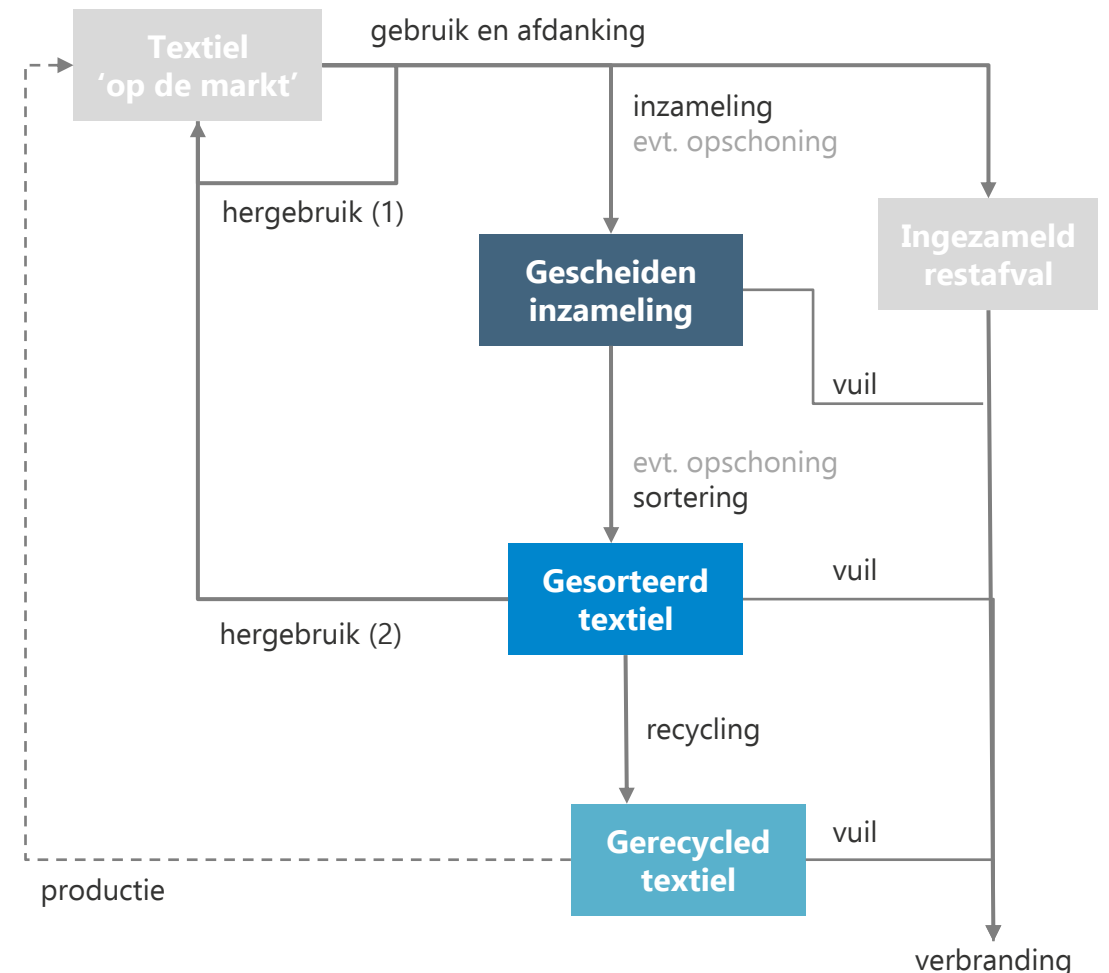 gebruik en afdanking
Textiel
‘op de markt’
inzameling
evt. opschoning
hergebruik (1)
Ingezameld
restafval
Gescheiden
inzameling
vuil
evt. opschoning
sortering
vuil
Gesorteerd
textiel
hergebruik (2)
recycling
vuil
Gerecycled
textiel
productie
verbranding